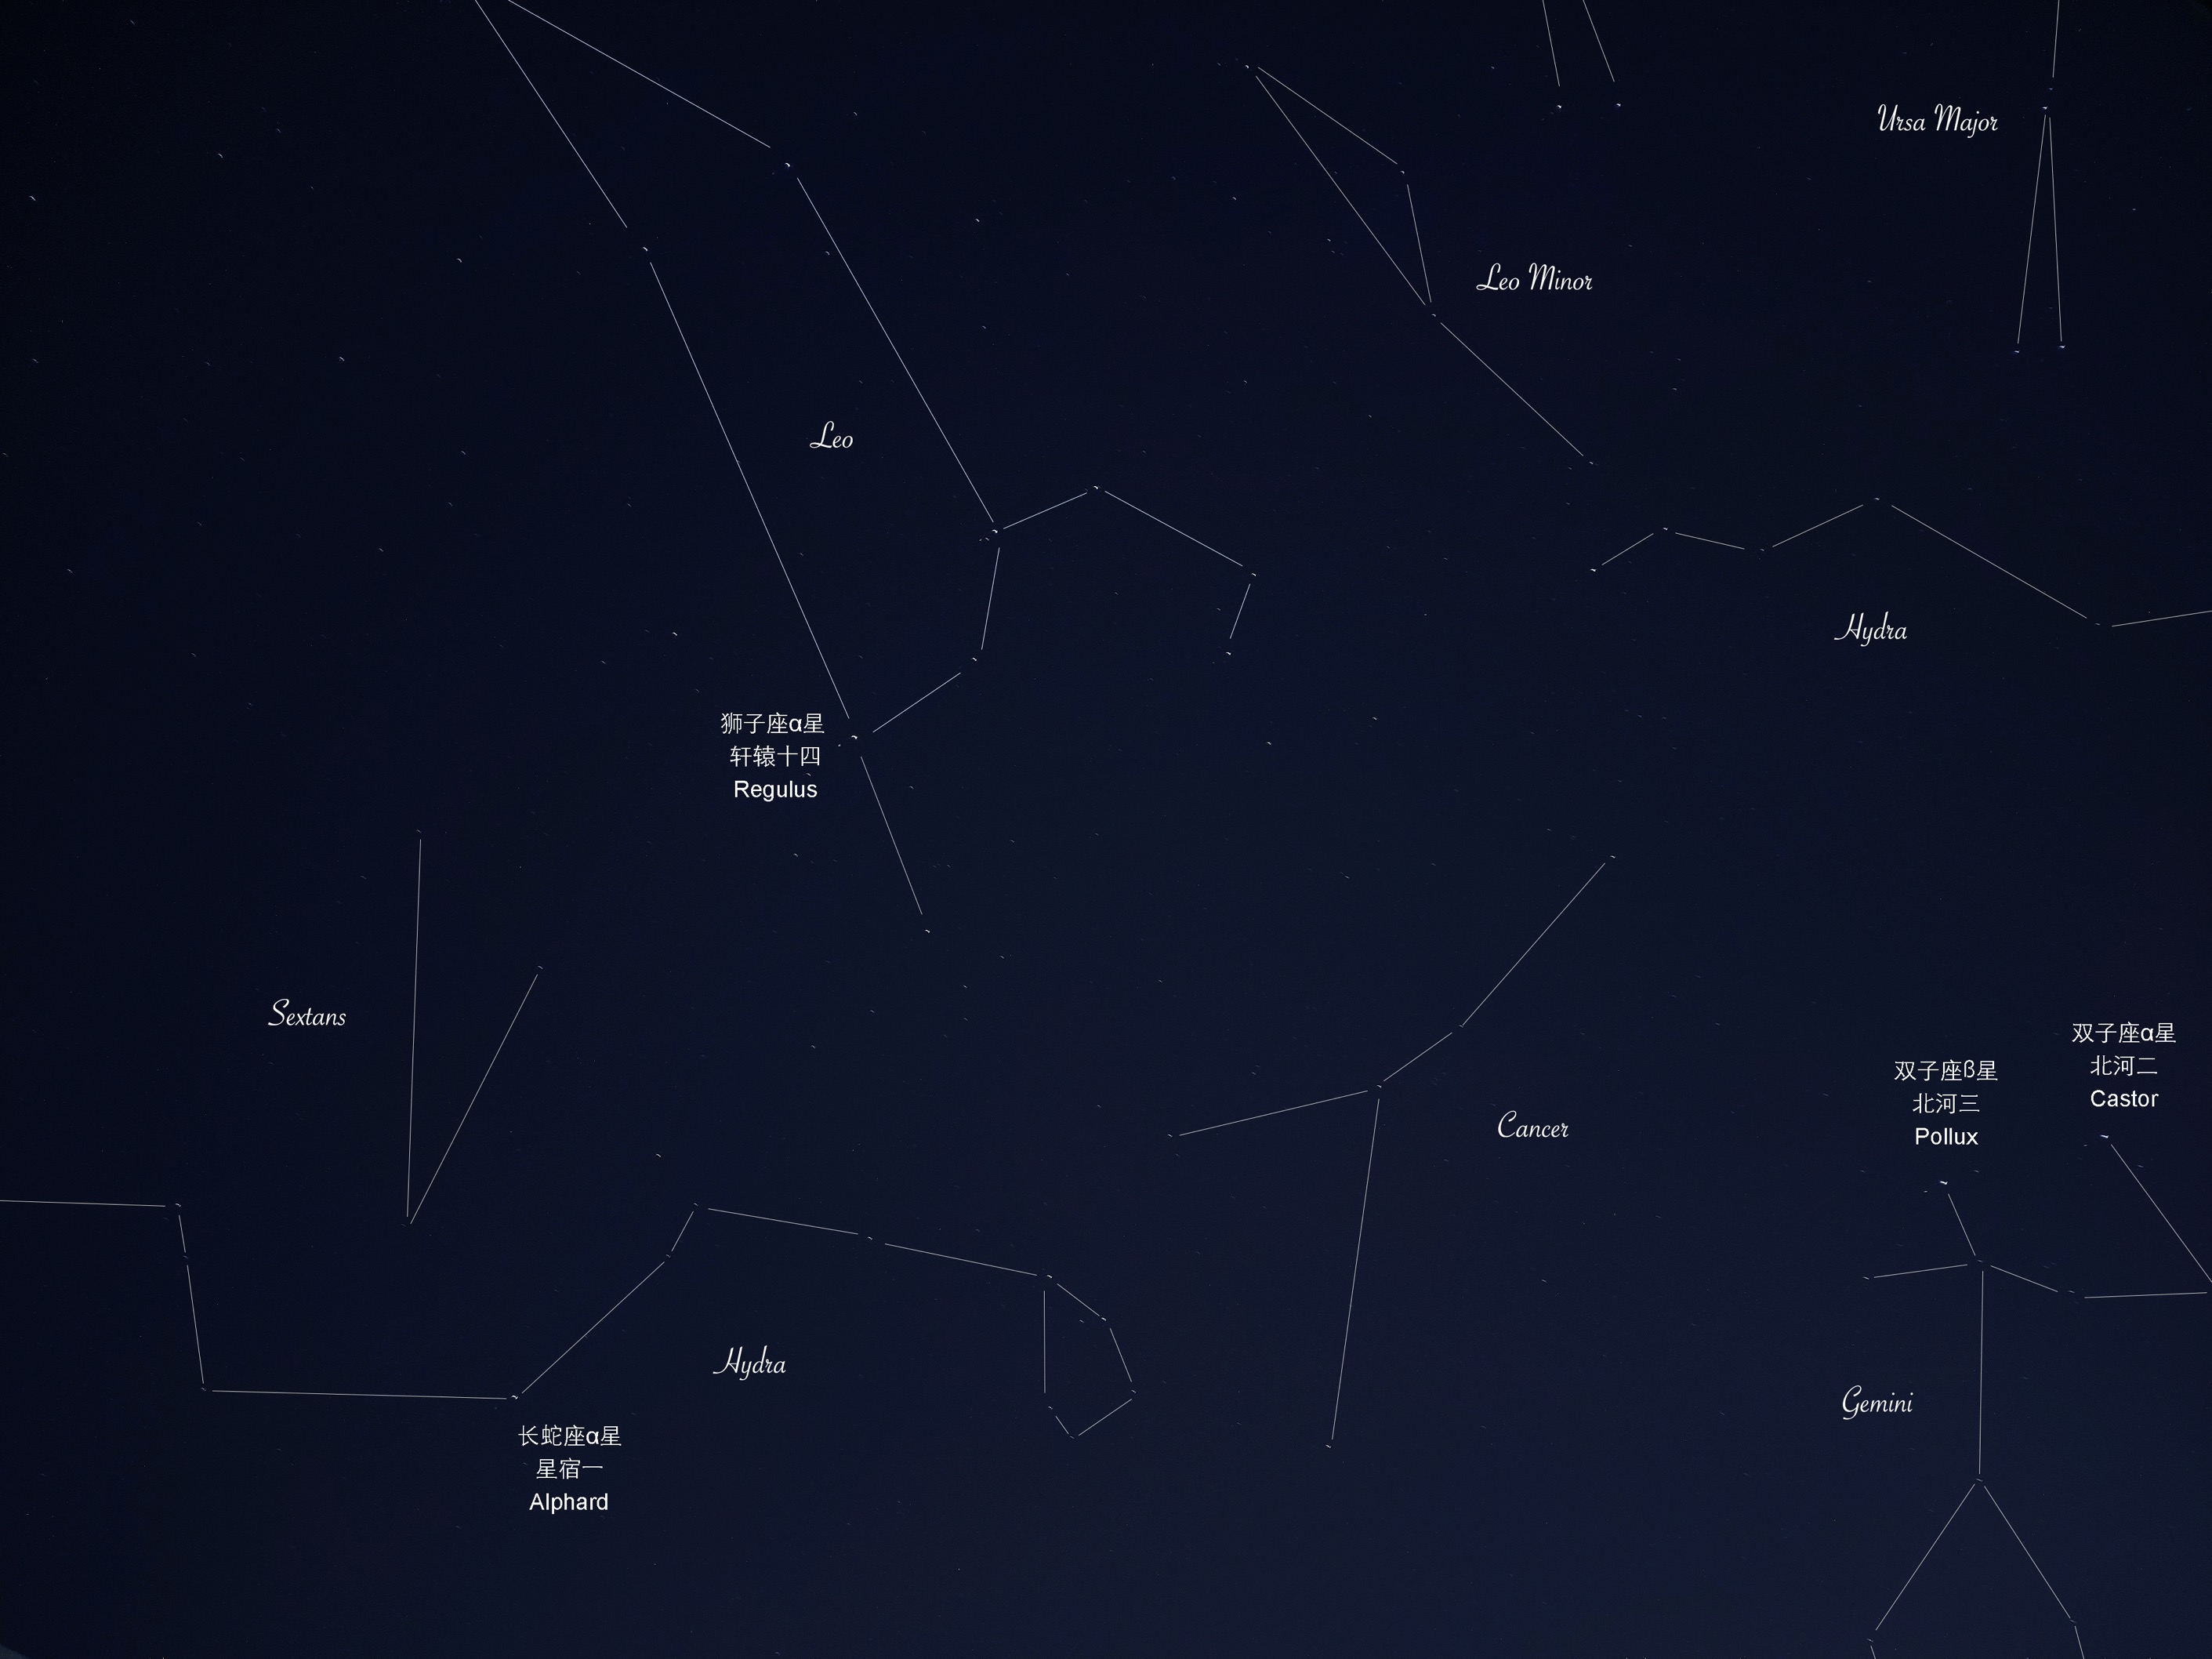 Ursa Major
Leo Minor
Leo
Hydra
狮子座α星
轩辕十四
Regulus
Sextans
双子座α星
北河二
Castor
双子座β星
北河三
Pollux
Cancer
Hydra
Gemini
长蛇座α星
星宿一
Alphard